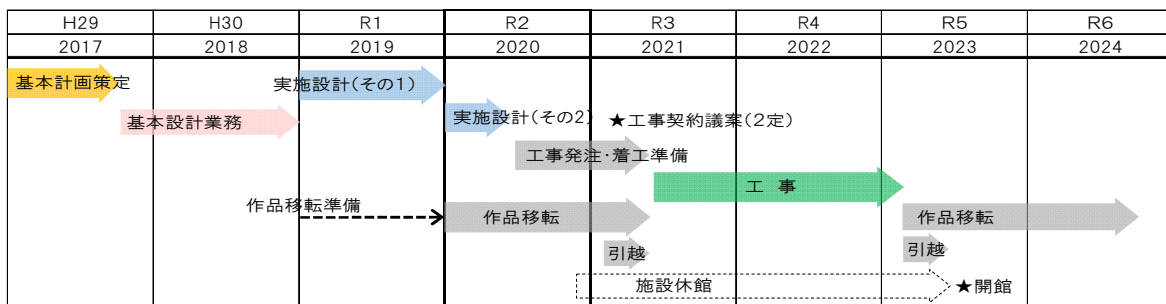 H29 H30 R1 R2 R3 R4 R5 R6
2017 2018 2019 2020 2021 2022 2023 2024
基本計画策定
実施設計(その1)
基本設計業務
実施設計(その2)
★工事契約議案(2定)
工事発注・着工準備
工 事
作品移転準備
作品移転
作品移転
引越
引越
施設休館
★開館